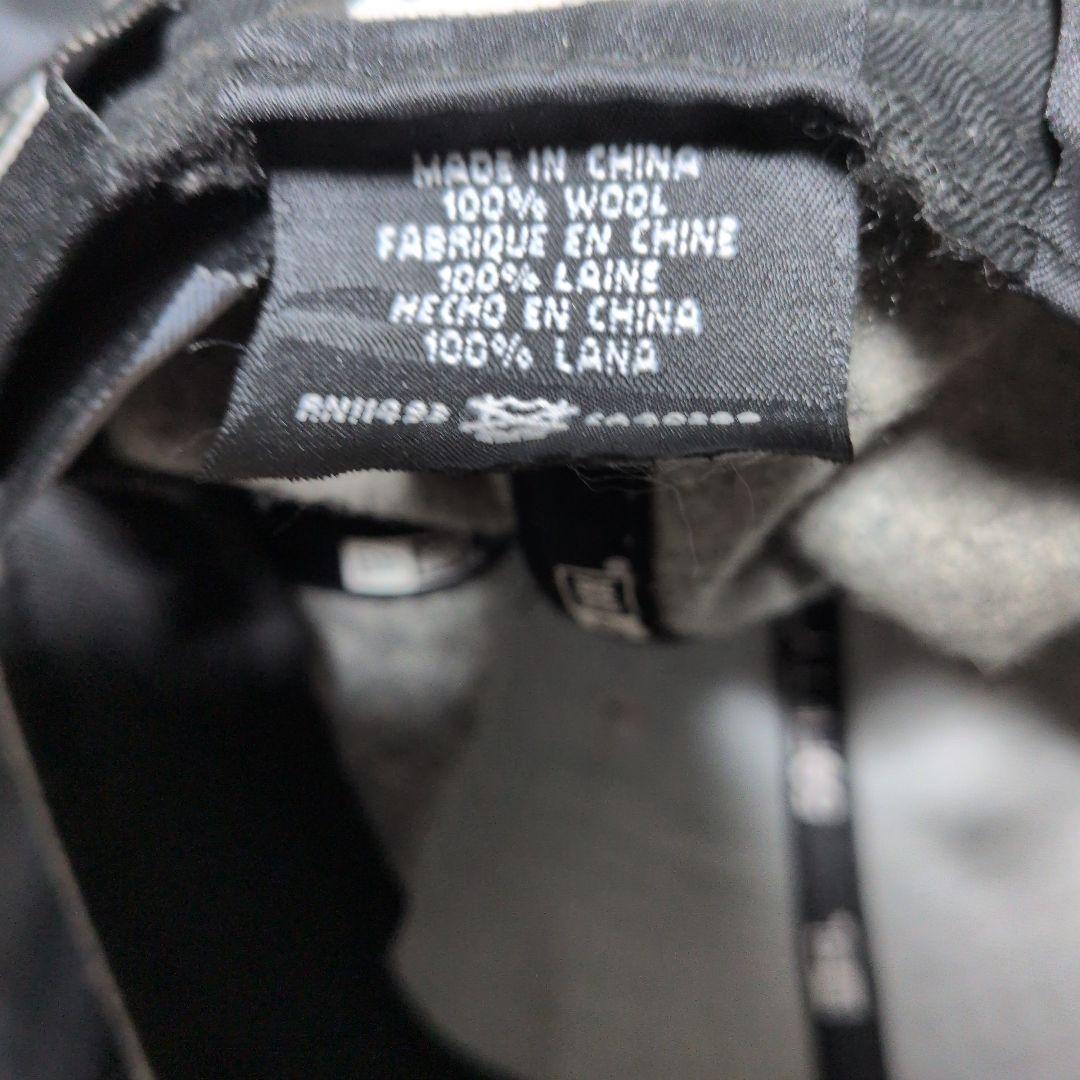 MADE IN CHINA
100% WOOL
FABRIQUE EN CHINE
100% LAINE
HECHO EN CHINA
100% LANA